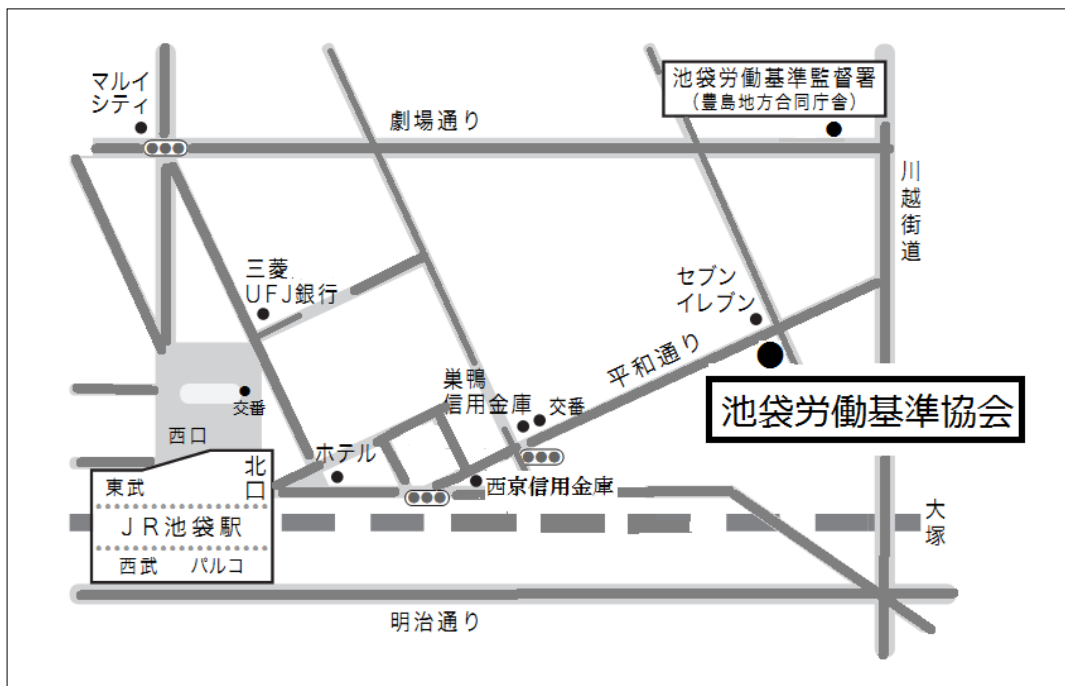 マルイ
シティ
劇場通り
池袋労働基準監督署
(豊島地方合同庁舎)
川越街道
三菱
UFJ銀行
セブン
イレブン
平和通り
巣鴨
信用金庫
交番
交番
池袋労働基準協会
西口
北口
ホテル
西京信用金庫
東武
JR池袋駅
西武 パルコ
大塚
明治通り